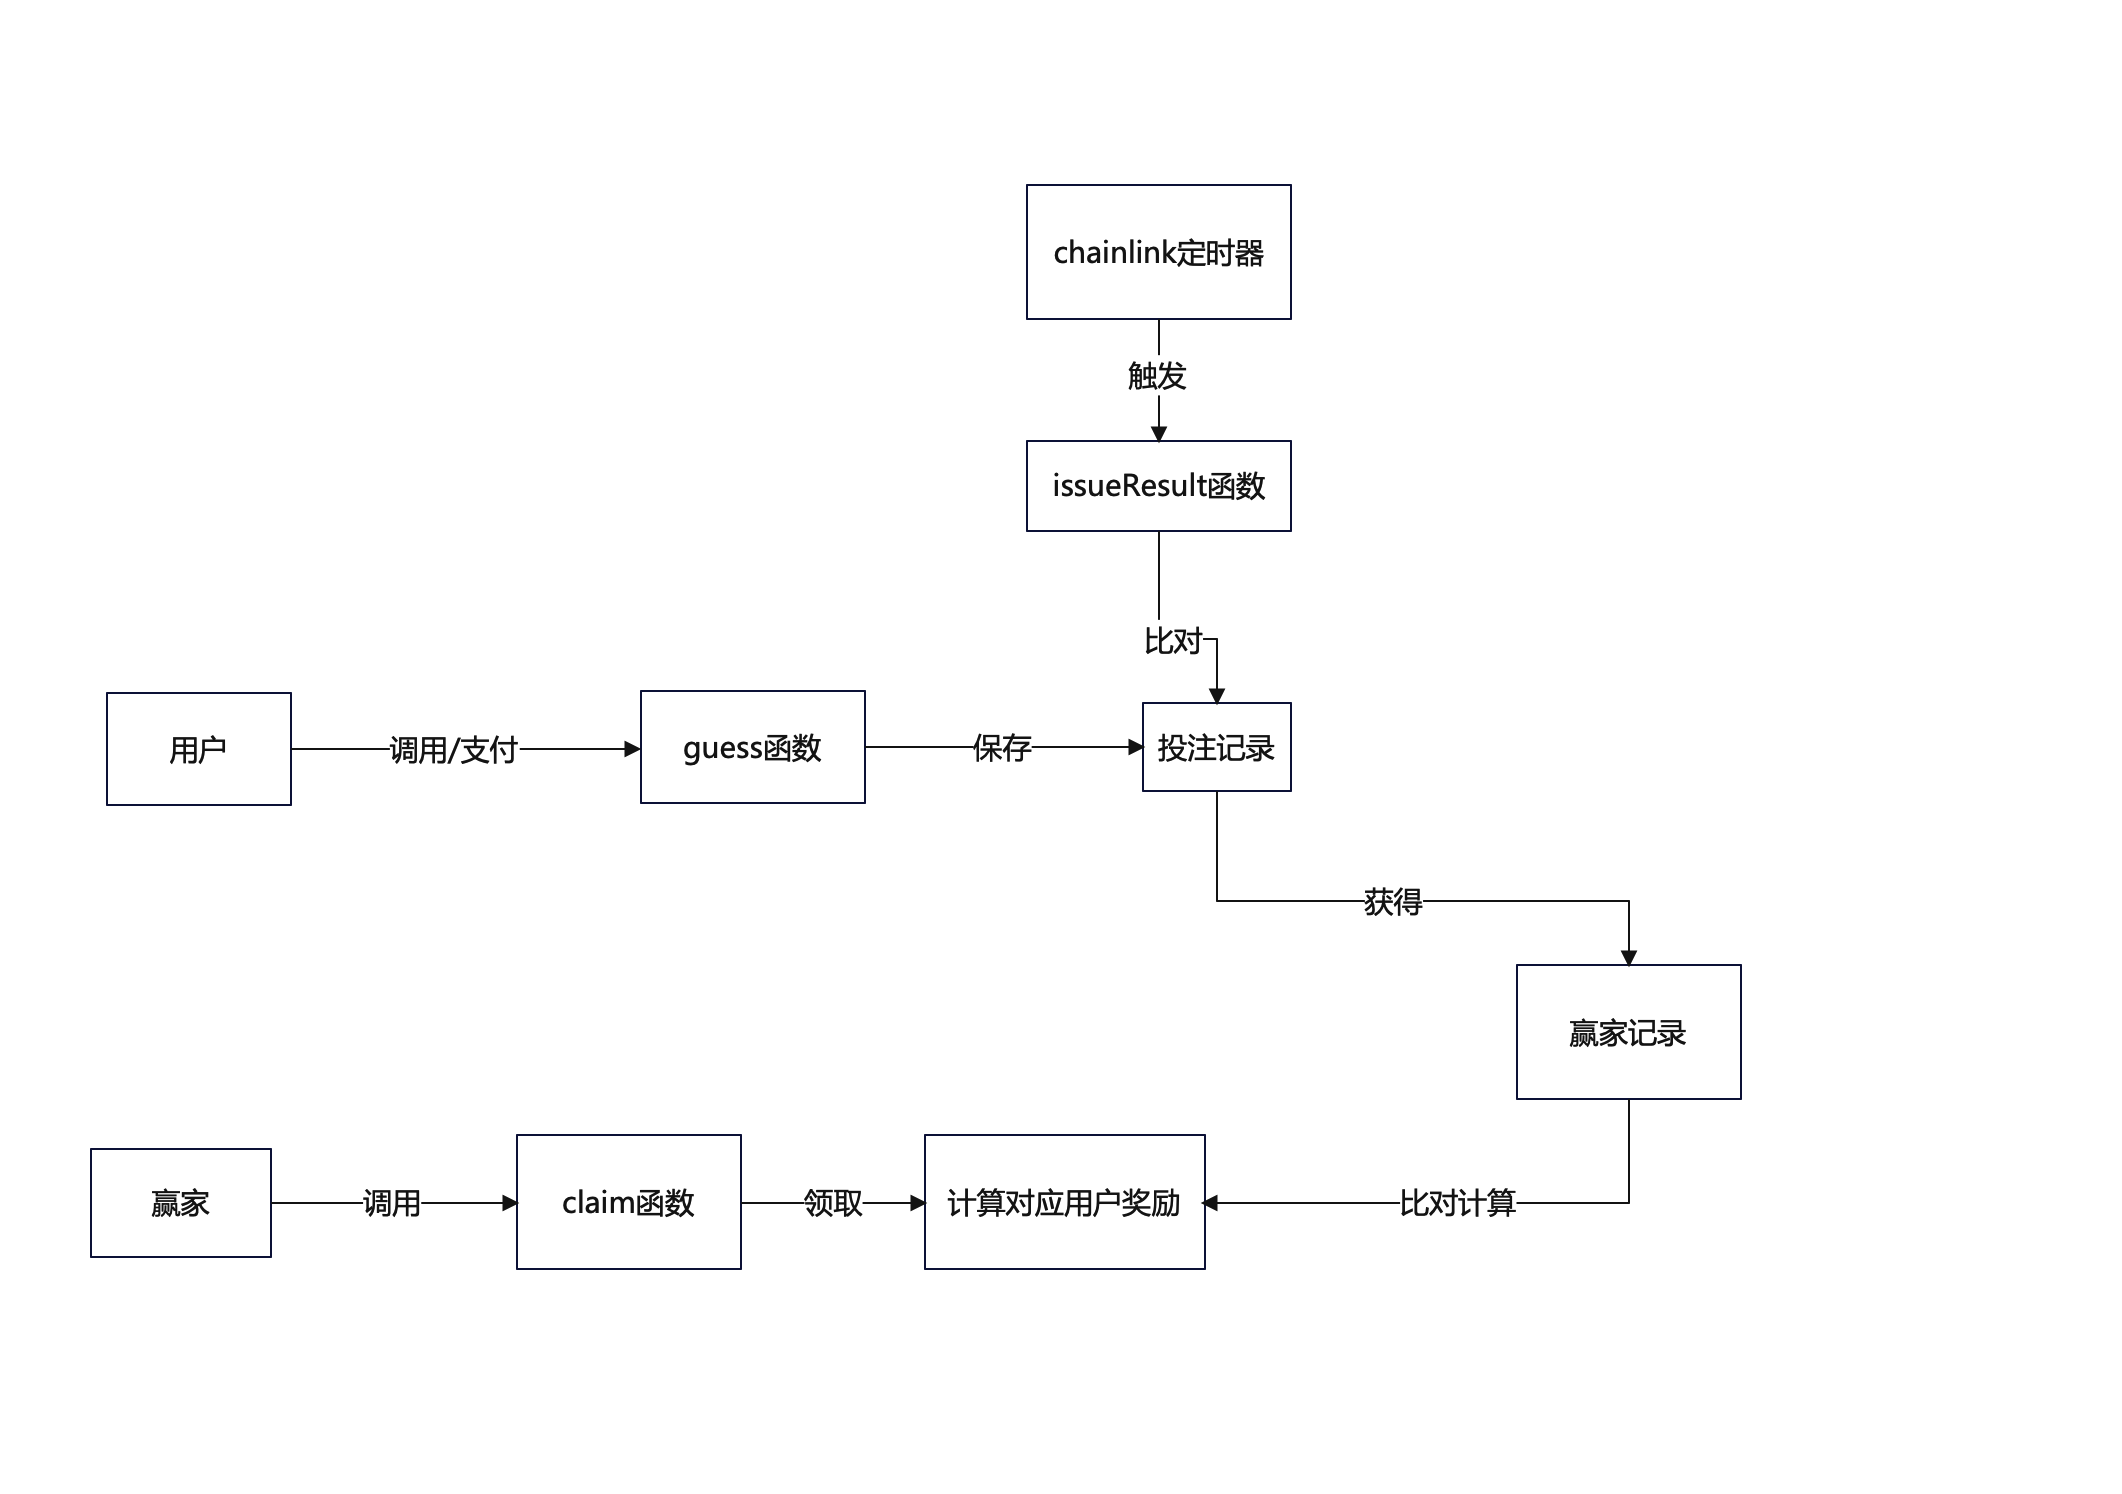 chainlink定时器
触发
issueResult函数
比对
用户
调用/支付
guess函数
保存
投注记录
获得
赢家记录
赢家
调用
claim函数
领取
计算对应用户奖励
比对计算